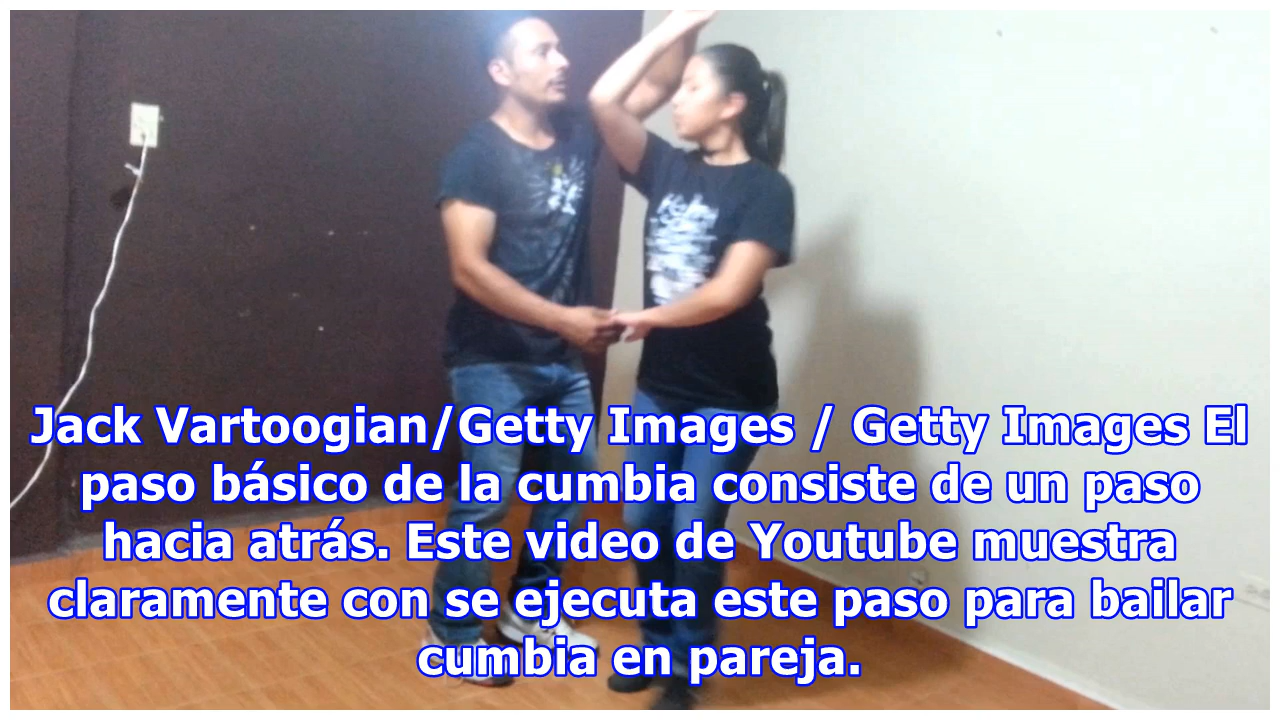 Jack Vartoogian/Getty Images / Getty Images El
paso básico de la cumbia consiste de un paso
hacia atrás. Este video de Youtube muestra
claramente con se ejecuta este paso para bailar
cumbia en pareja.